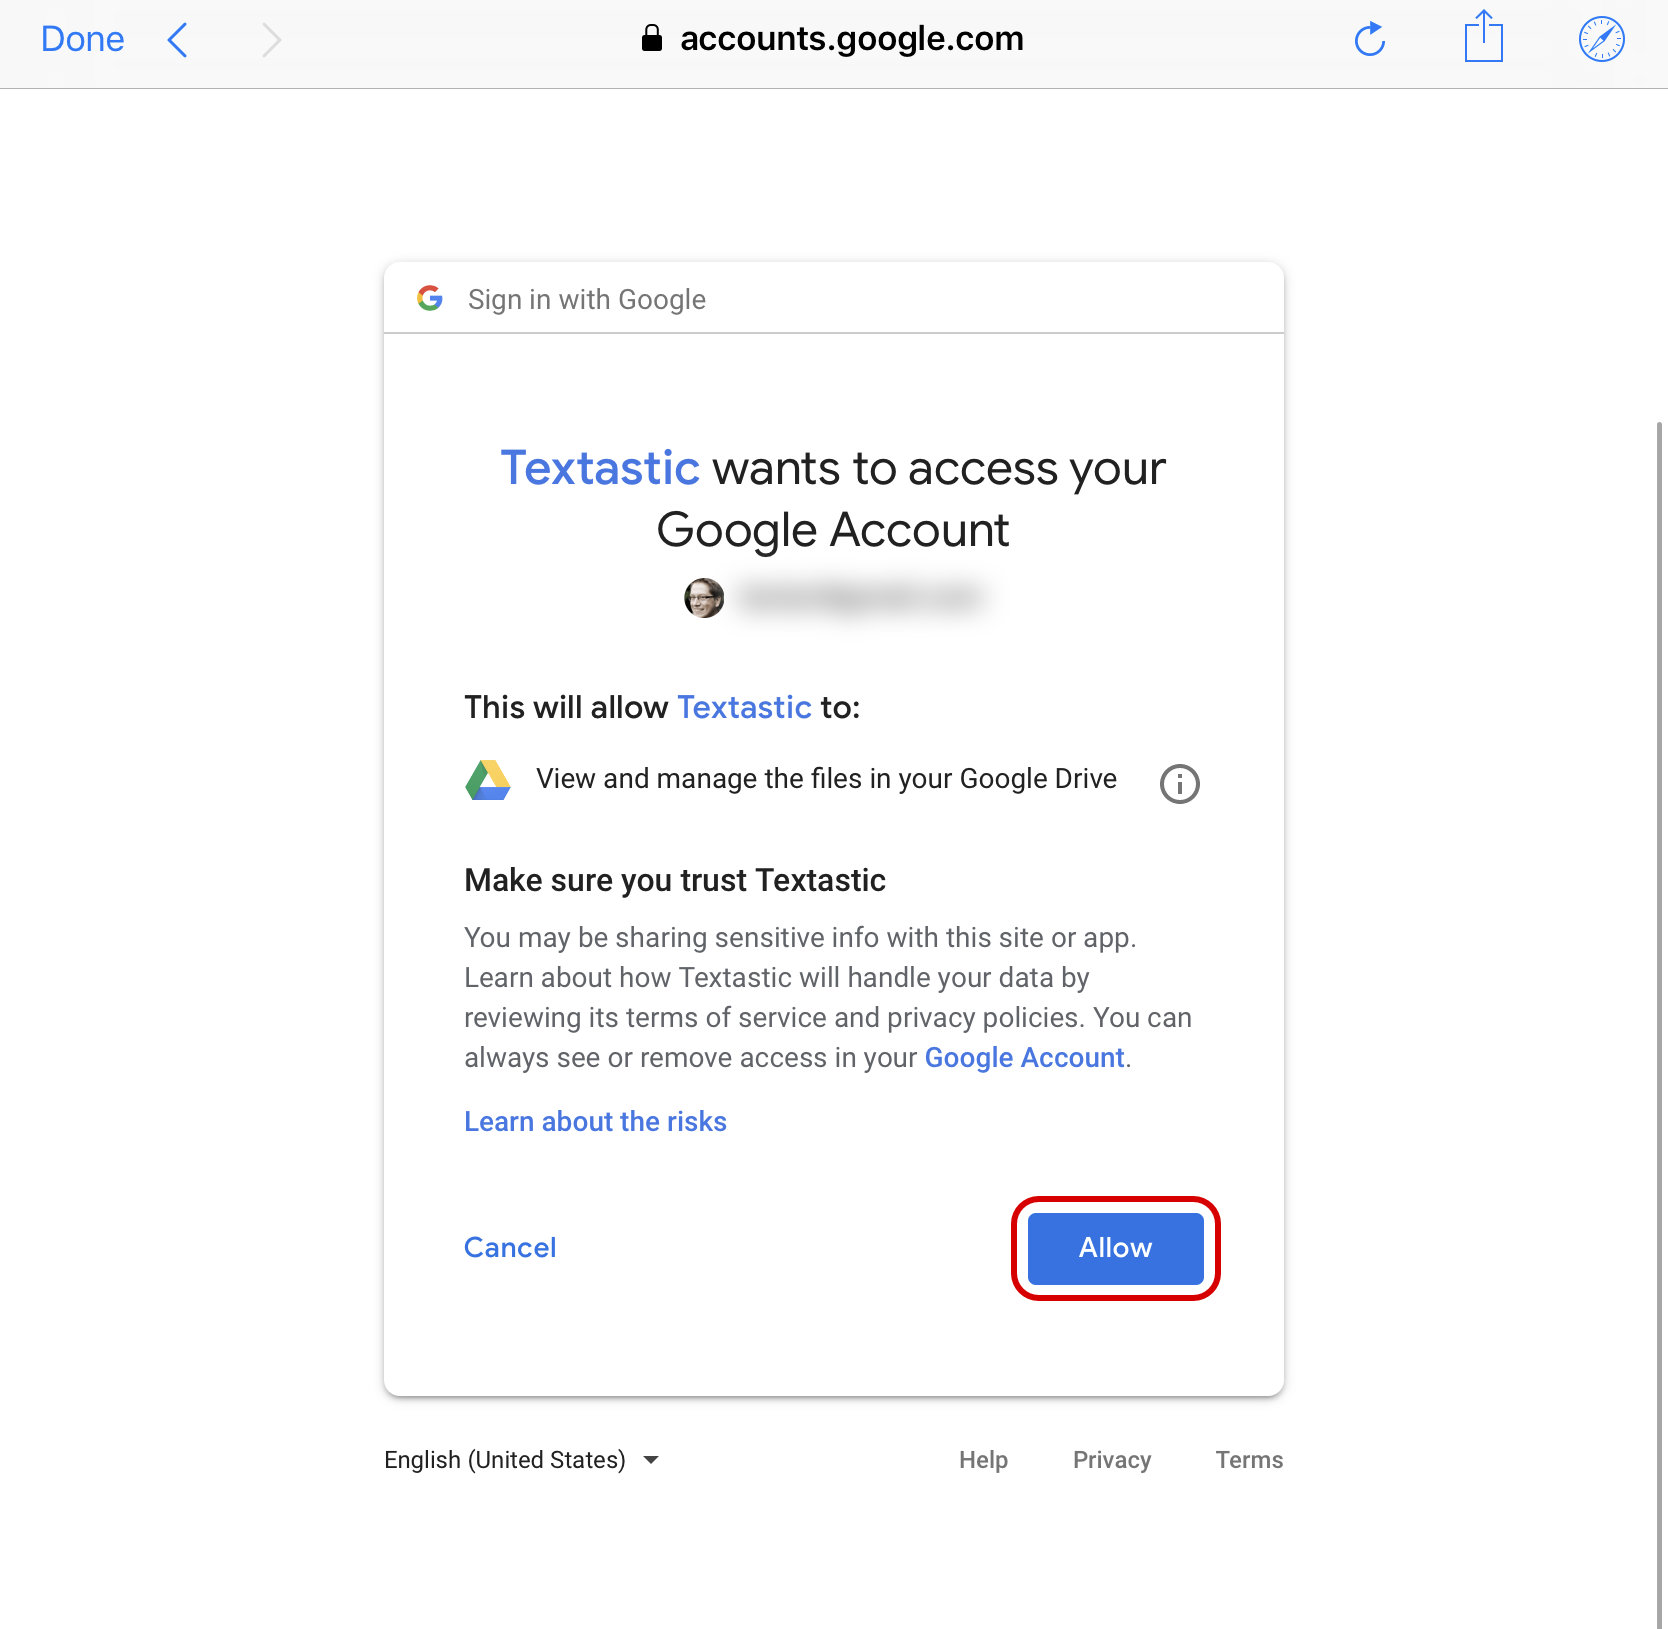 Done
accounts.google.com
Sign in with Google
Textastic wants to access your
Google Account
This will allow Textastic to:
View and manage the files in your Google Drive
Make sure you trust Textastic
You may be sharing sensitive info with this site or app.
Learn about how Textastic will handle your data by
reviewing its terms of service and privacy policies. You can
always see or remove access in your Google Account.
Learn about the risks
Cancel
Allow
English (United States)
Help
Privacy
Terms